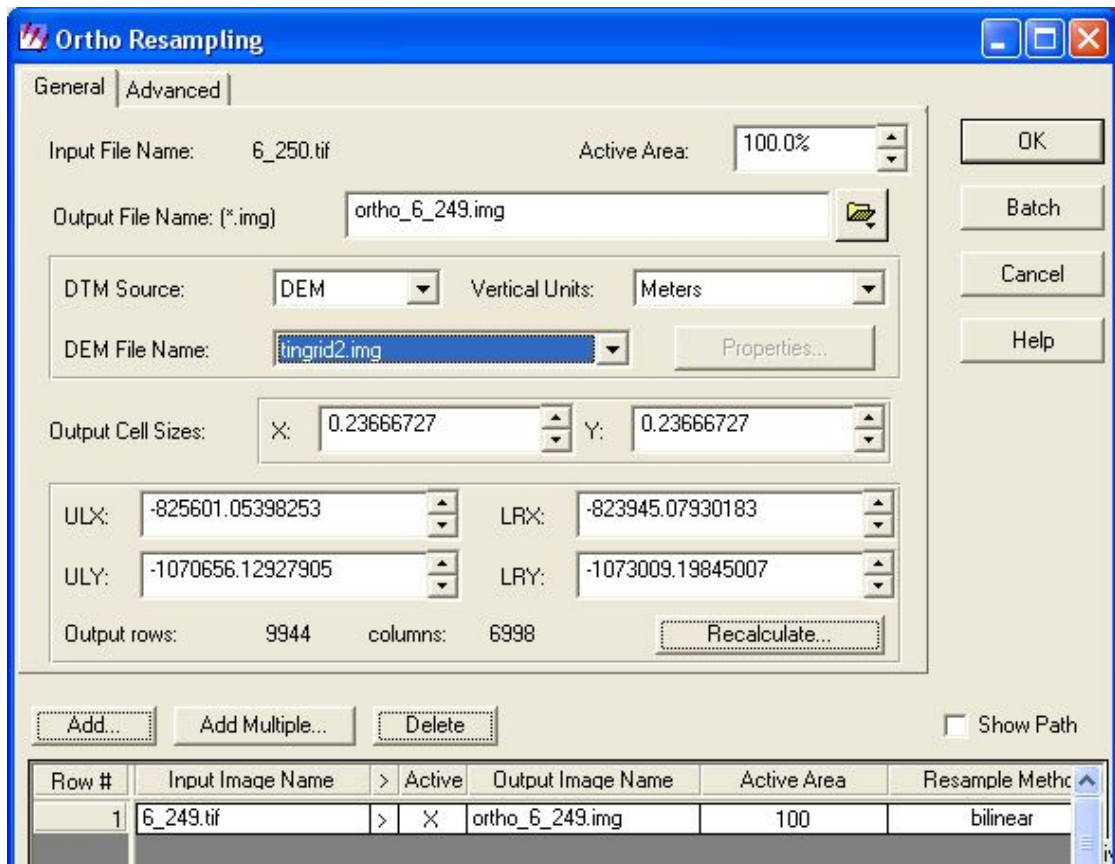 Ortho Resampling
General Advanced
Input File Name: 6_250.tif Active Area: 100.0%
OK
Output File Name: (*.img) ortho_6_249.img
Batch
DTM Source: DEM Vertical Units: Meters
Cancel
DEM File Name: tingrid2.img Properties...
Help
Output Cell Sizes: X: 0.23666727 Y: 0.23666727
ULX: -825601.05398253 LRX: -823945.07930183
ULY: -1070656.12927905 LRY: -1073009.19845007
Output rows: 9944 columns: 6998 Recalculate...
Add... Add Multiple... Delete Show Path
Row # Input Image Name > Active Output Image Name Active Area Resample Metho
1 6_249.tif > X ortho_6_249.img 100 bilinear